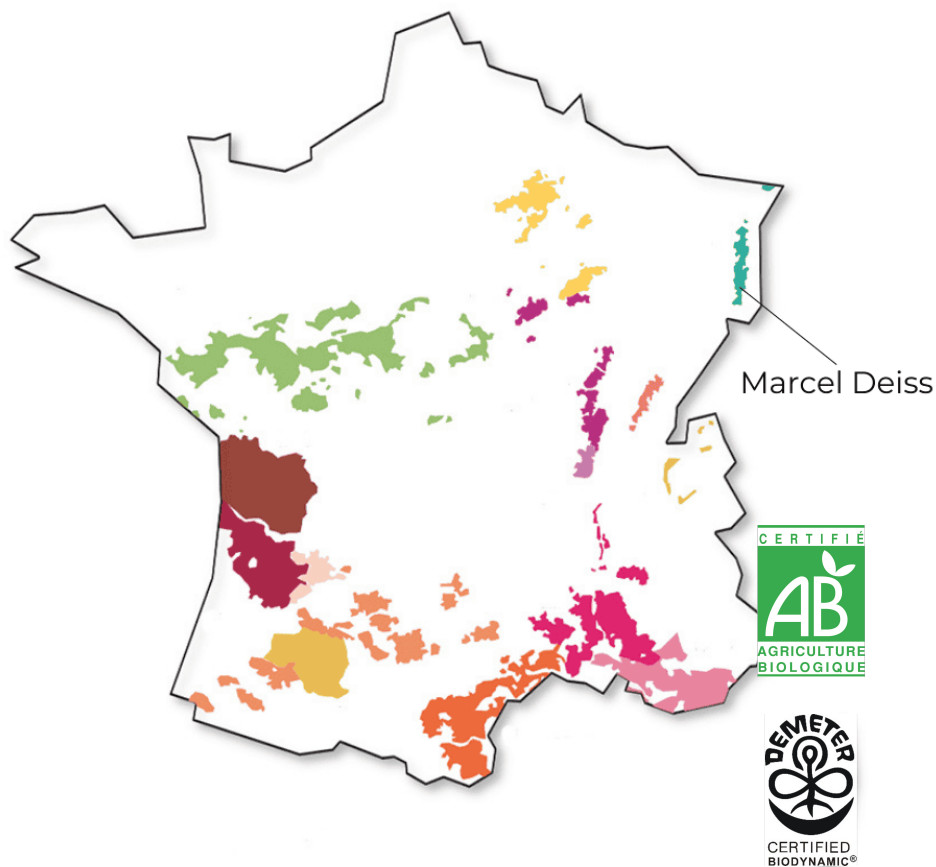 Marcel Deiss
CERTIFIÉ
AB
AGRICULTURE
BIOLOGIQUE
DEMETER
CERTIFIED
BIODYNAMIC®